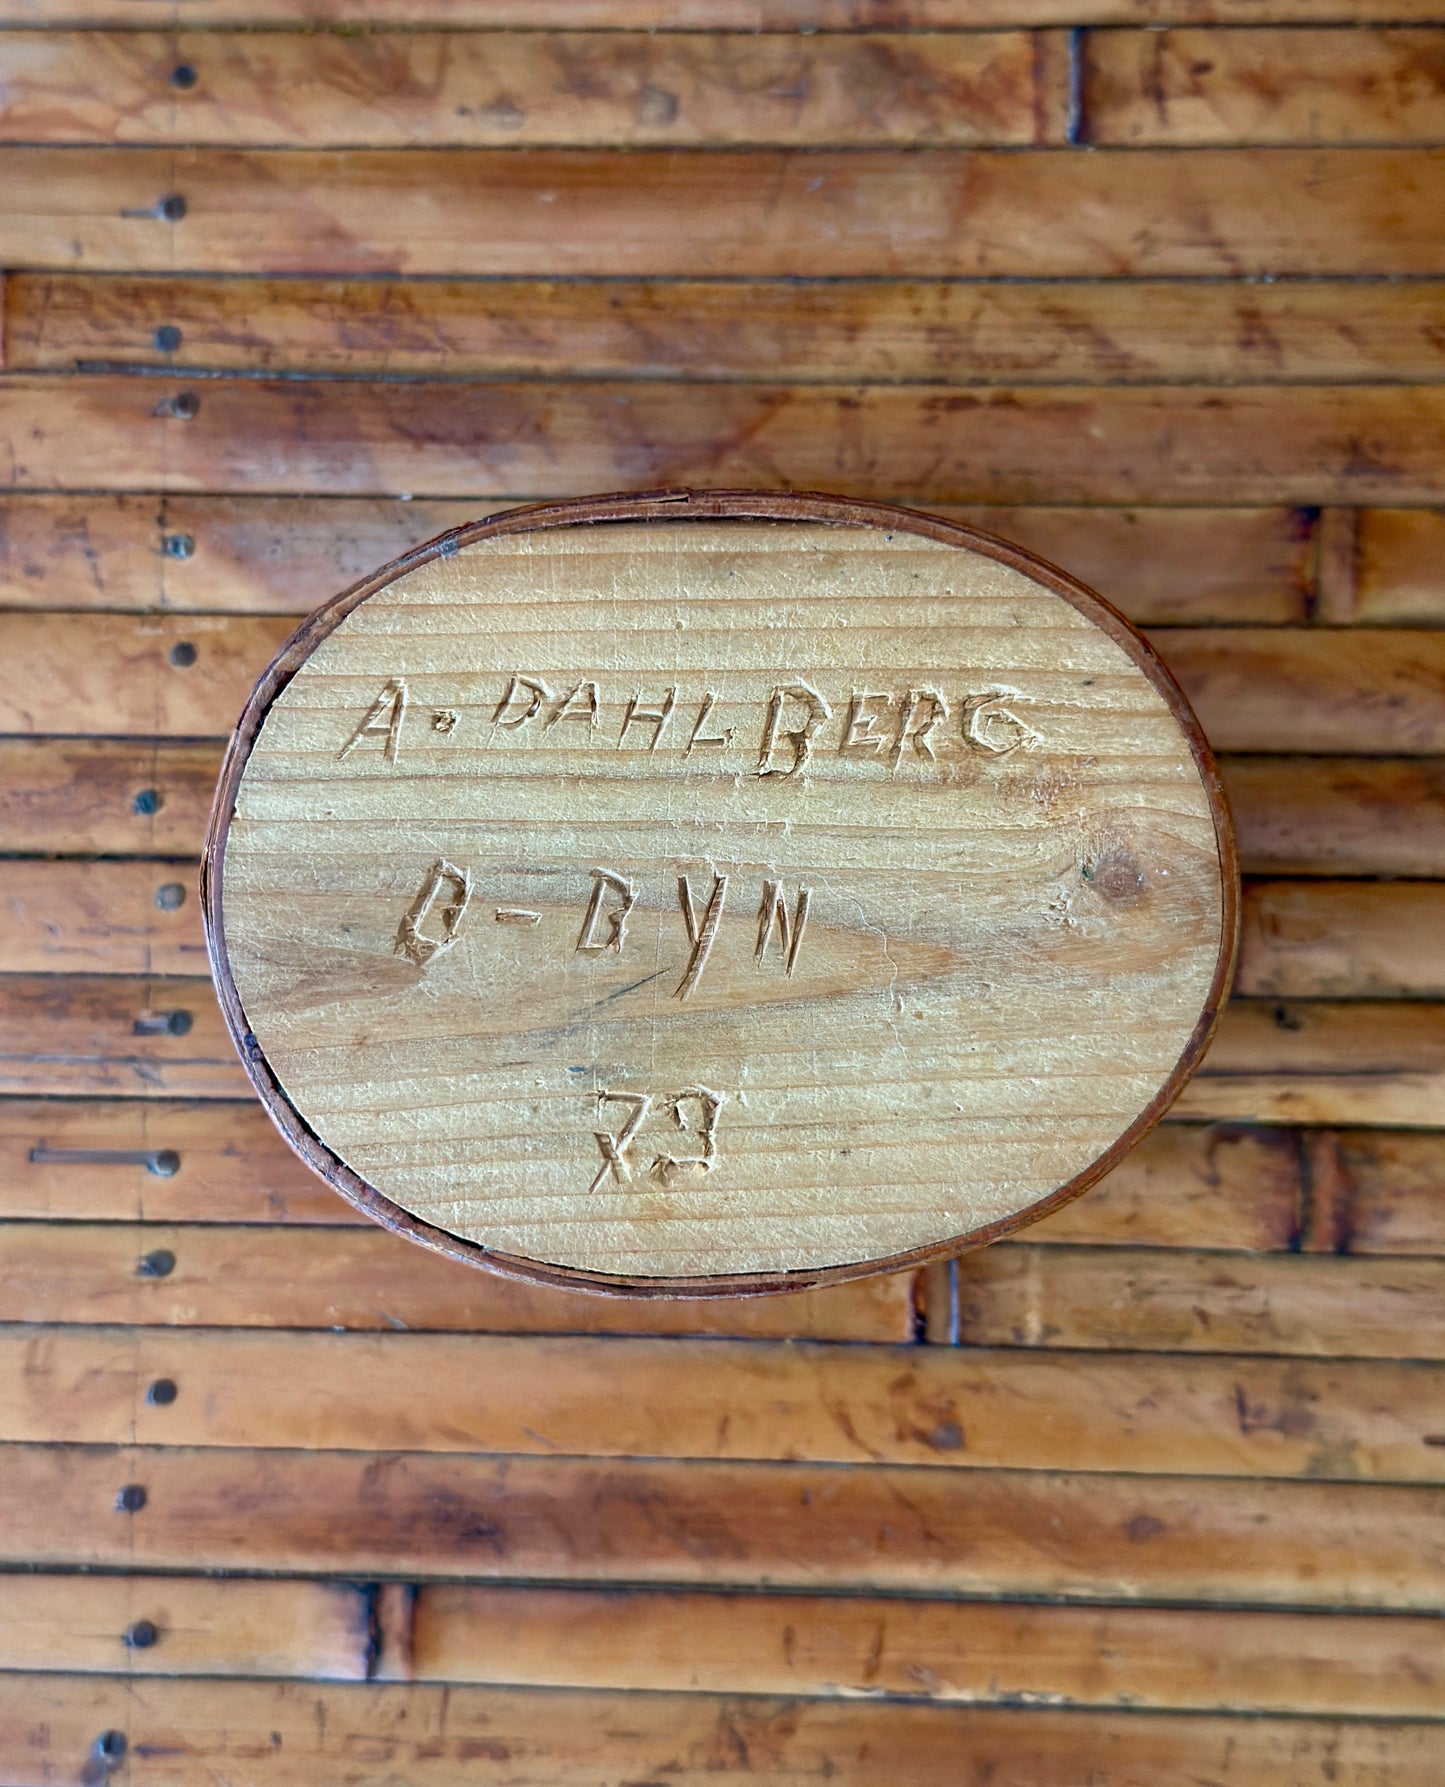 A. DAHLBERG
O-BYN
73